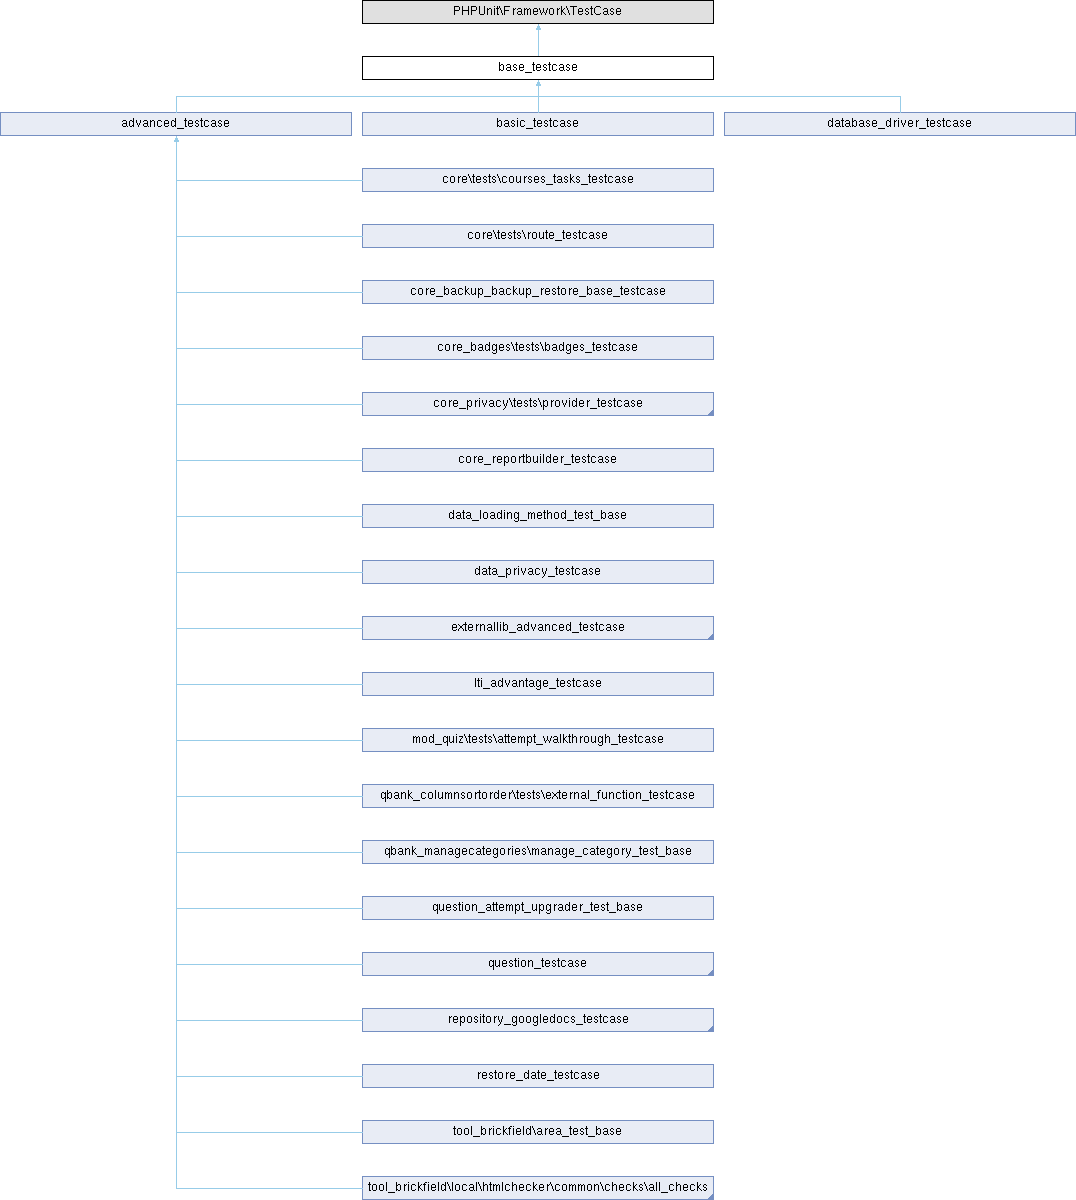 PHPUnit\Framework\TestCase
base_testcase
advanced_testcase
basic_testcase
database_driver_testcase
core\tests\courses_tasks_testcase
core\tests\route_testcase
core_backup_backup_restore_base_testcase
core_badges\tests\badges_testcase
core_privacy\tests\provider_testcase
core_reportbuilder_testcase
data_loading_method_test_base
data_privacy_testcase
externallib_advanced_testcase
lti_advantage_testcase
mod_quiz\tests\attempt_walkthrough_testcase
qbank_columnsortorder\tests\external_function_testcase
qbank_managecategories\manage_category_test_base
question_attempt_upgrader_test_base
question_testcase
repository_googledocs_testcase
restore_date_testcase
tool_brickfield\area_test_base
tool_brickfield\local\htmlchecker\common\checks\all_checks